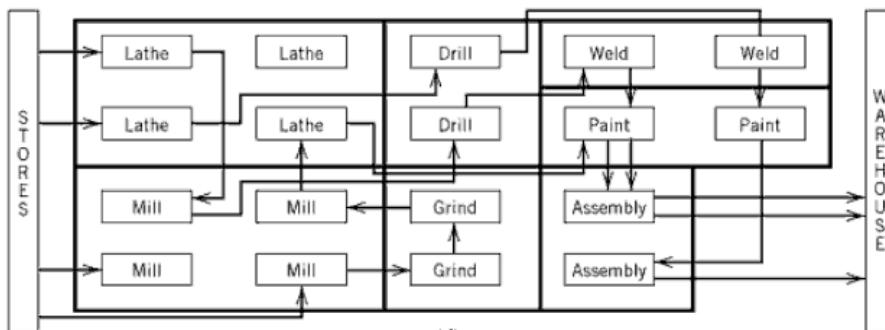 STORES
Lathe Lathe Drill Weld Weld
Lathe Lathe Drill Paint Paint
Mill Mill Grind Assembly
Mill Mill Grind Assembly
WAREHOUSE